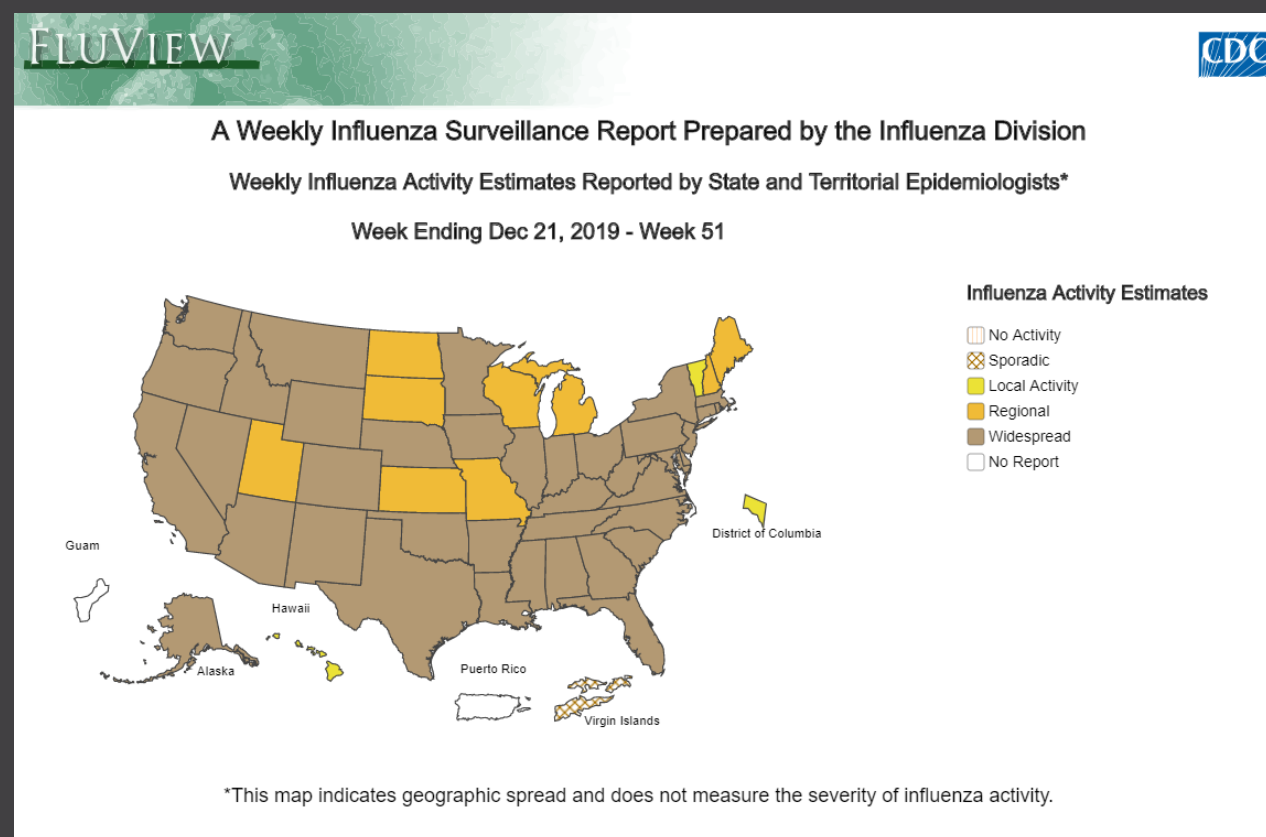 FLUVIEW
CDC
A Weekly Influenza Surveillance Report Prepared by the Influenza Division
Weekly Influenza Activity Estimates Reported by State and Territorial Epidemiologists*
Week Ending Dec 21, 2019 - Week 51
Influenza Activity Estimates
No Activity
Sporadic
Local Activity
Regional
Widespread
No Report
District of Columbia
Guam
Hawaii
Alaska
Puerto Rico
Virgin Islands
*This map indicates geographic spread and does not measure the severity of influenza activity.